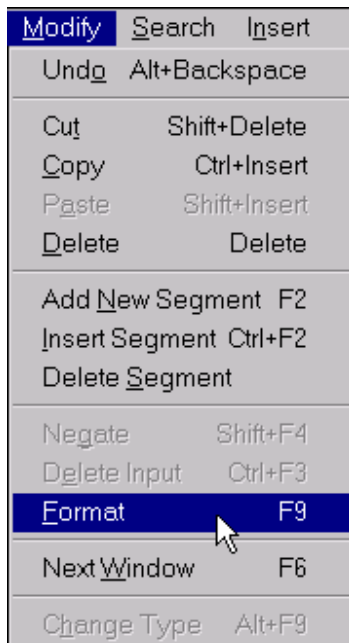 Modify Search Insert
Undo Alt+Backspace
Cut Shift+Delete
Copy Ctrl+Insert
Paste Shift+Insert
Delete Delete
Add New Segment F2
Insert Segment Ctrl+F2
Delete Segment
Negate Shift+F4
Delete Input Ctrl+F3
Format F9
Next Window F6
Change Type Alt+F9